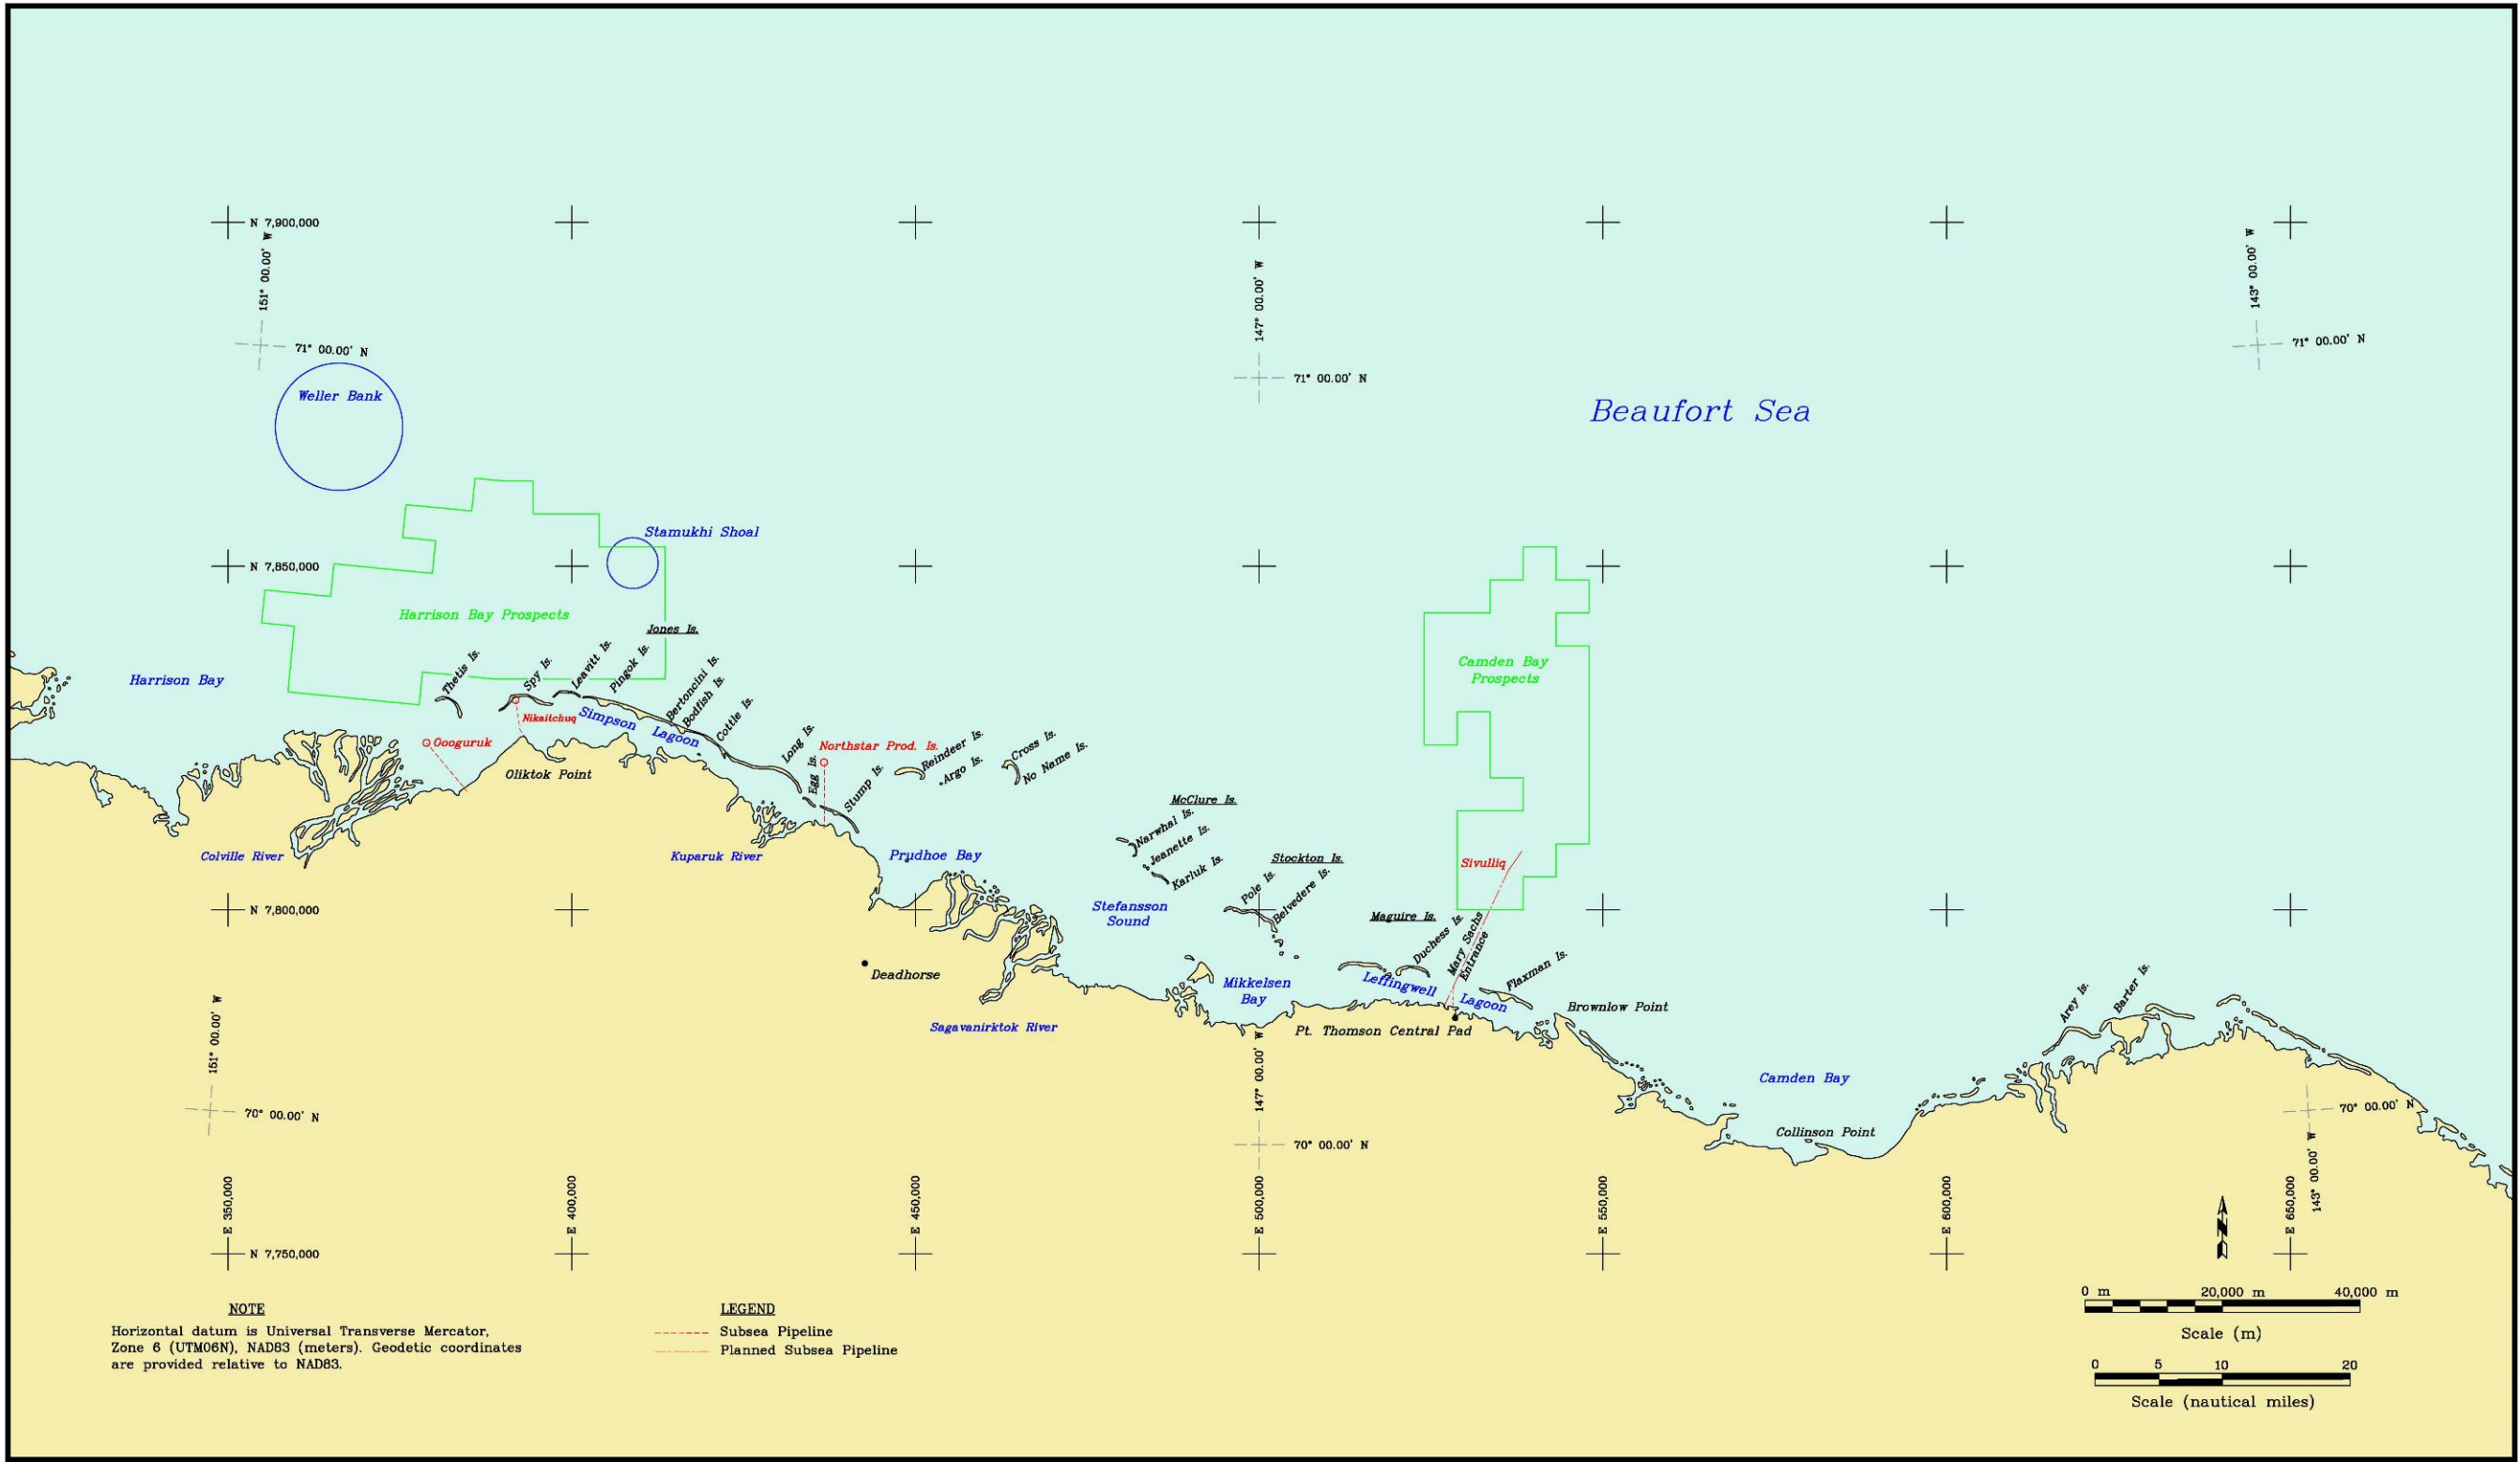 N 7,900,000
151° 00.00' W
147° 00.00' W
143° 00.00' W
71° 00.00' N
71° 00.00' N
71° 00.00' N
Weller Bank
Beaufort Sea
Stamukhi Shoal
N 7,850,000
Harrison Bay Prospects
Jones Is.
Harrison Bay
Thetis Is.
Spy Is.
Leavitt Is.
Pingok Is.
Bertoncini Is.
Bodfish Is.
Cottle Is.
Long Is.
Egg Is.
Stump Is.
Camden Bay
Prospects
Nikaitchuq
Simpson Lagoon
Oooguruk
Northstar Prod. Is.
Reindeer Is.
Argo Is.
Cross Is.
No Name Is.
Oliktok Point
McClure Is.
Narwhal Is.
Jeanette Is.
Karluk Is.
Colville River
Kuparuk River
Prudhoe Bay
Stockton Is.
Pole Is.
Belvedere Is.
Sivulliq
N 7,800,000
Stefansson
Sound
Maguire Is.
Duchess Is.
Mary Sachs
Entrance
Flaxman Is.
Deadhorse
Mikkelsen
Bay
Leffingwell Lagoon
Brownlow Point
Sagavanirktok River
Pt. Thomson Central Pad
Arey Is.
Barter Is.
Camden Bay
Collinson Point
151° 00.00' W
147° 00.00' W
143° 00.00' W
70° 00.00' N
70° 00.00' N
70° 00.00' N
E 350,000
E 400,000
E 450,000
E 500,000
E 550,000
E 600,000
E 650,000
N 7,750,000
N
NOTE
Horizontal datum is Universal Transverse Mercator,
Zone 6 (UTM06N), NAD83 (meters). Geodetic coordinates
are provided relative to NAD83.
LEGEND
Subsea Pipeline
Planned Subsea Pipeline
0 m 20,000 m 40,000 m
Scale (m)
0 5 10 20
Scale (nautical miles)